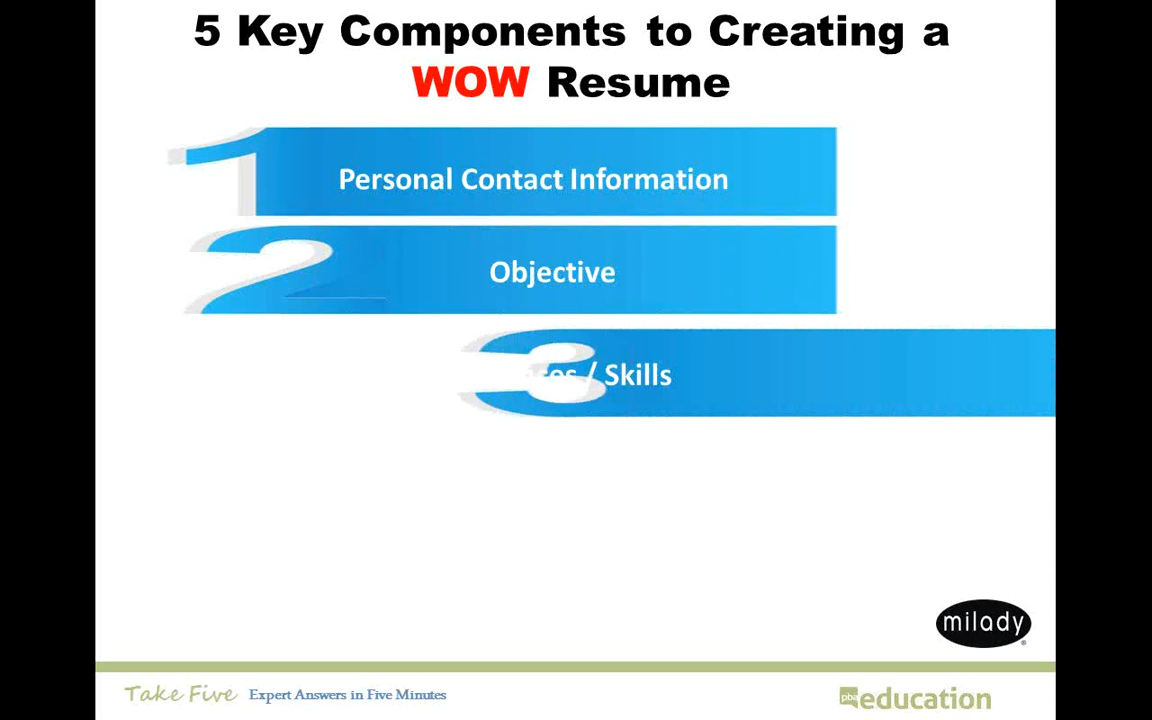 5 Key Components to Creating a
WOW Resume
1
Personal Contact Information
2
Objective
3
/ Skills
milady
Take Five Expert Answers in Five Minutes
pba education